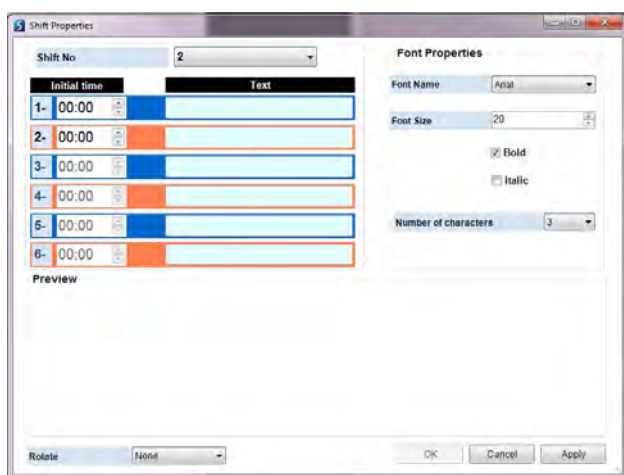 Shift Properties
Shift No 2
Initial time Text
1- 00:00
2- 00:00
3- 00:00
4- 00:00
5- 00:00
6- 00:00
Font Properties
Font Name Arial
Font Size 20
Bold
Italic
Number of characters 3
Preview
Rotate None
OK Cancel Apply